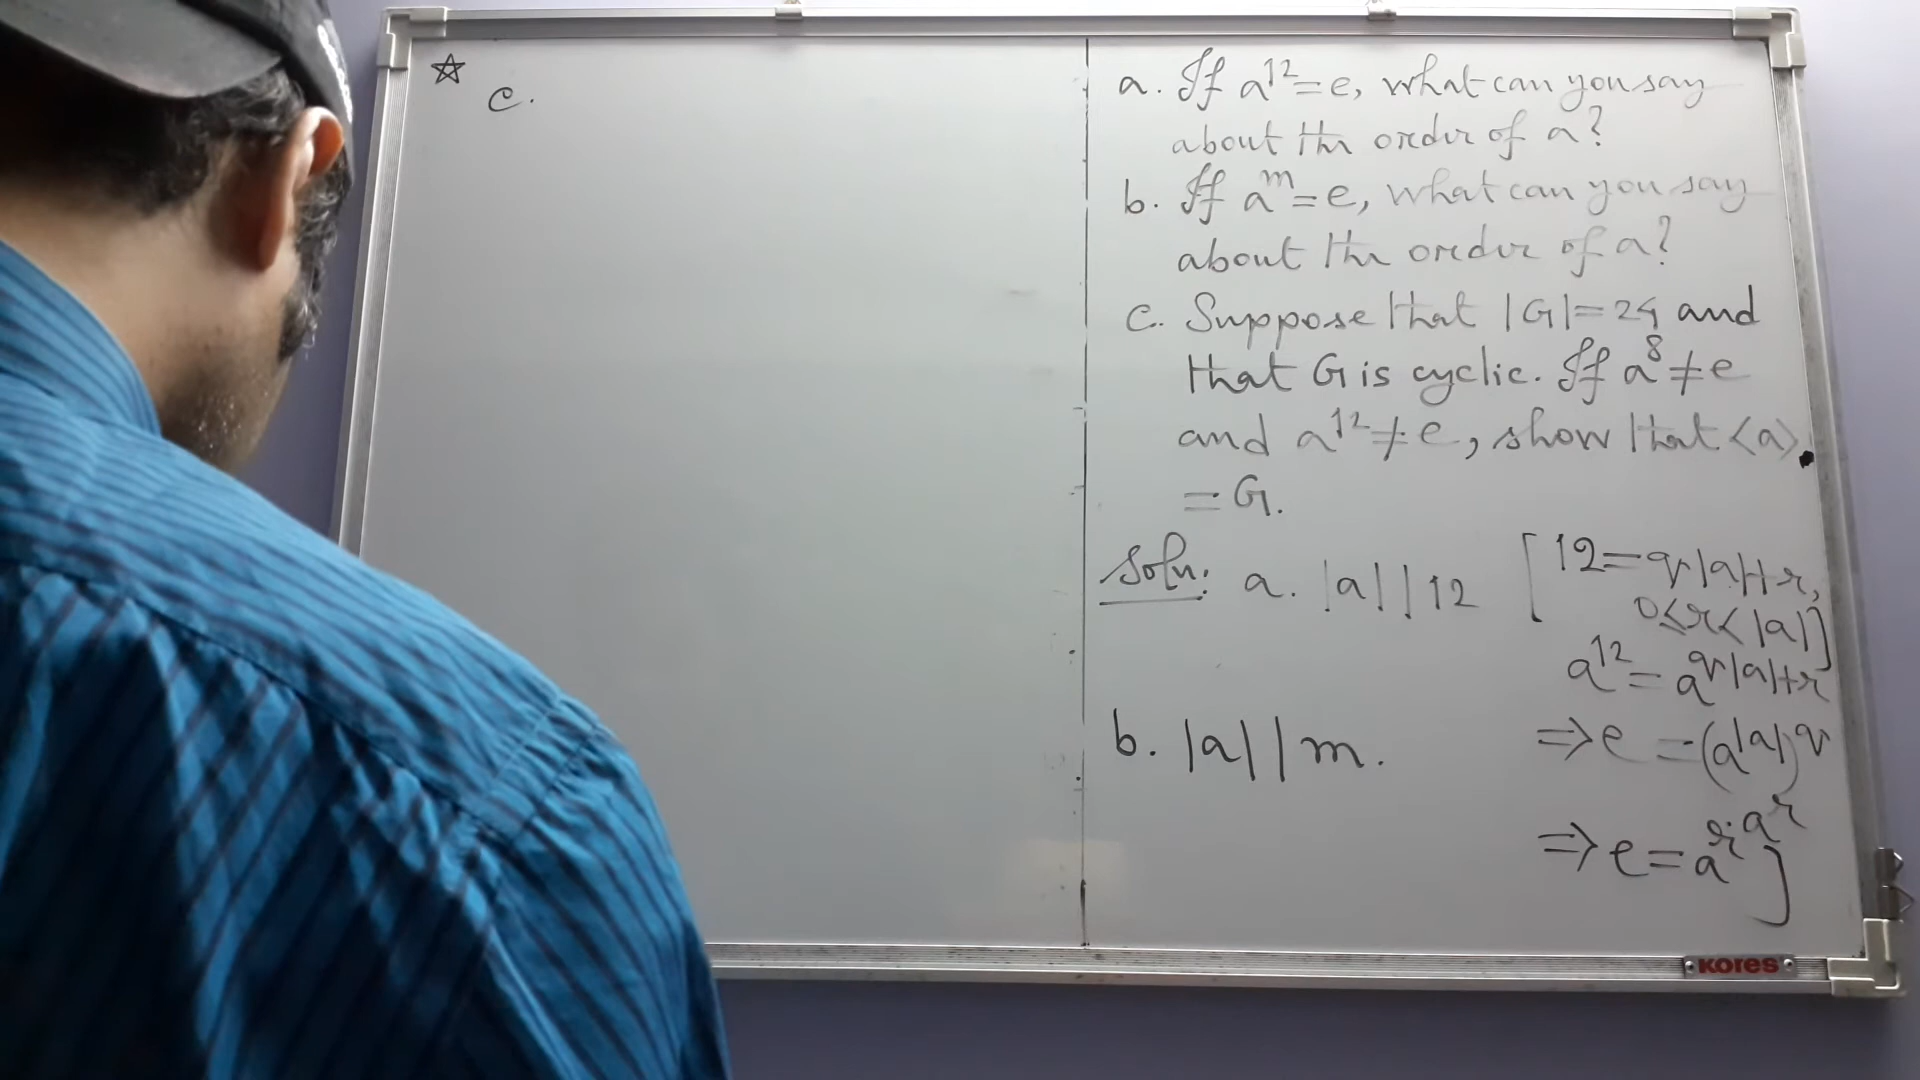 ☆ c.
a. If a¹²=e, what can you say
about the order of a?
b. If aᵐ=e, what can you say
about the order of a?
c. Suppose that |G|=24 and
that G is cyclic. If a⁸≠e
and a¹²≠e, show that <a>
= G.
Soln: a. |a| | 12 [12=q|a|+r,
0≤r<|a|]
a¹²=a^{q|a|+r}
b. |a| | m. ⇒e =(a^{|a|})^q
a^r
⇒e=a^r]
KORES